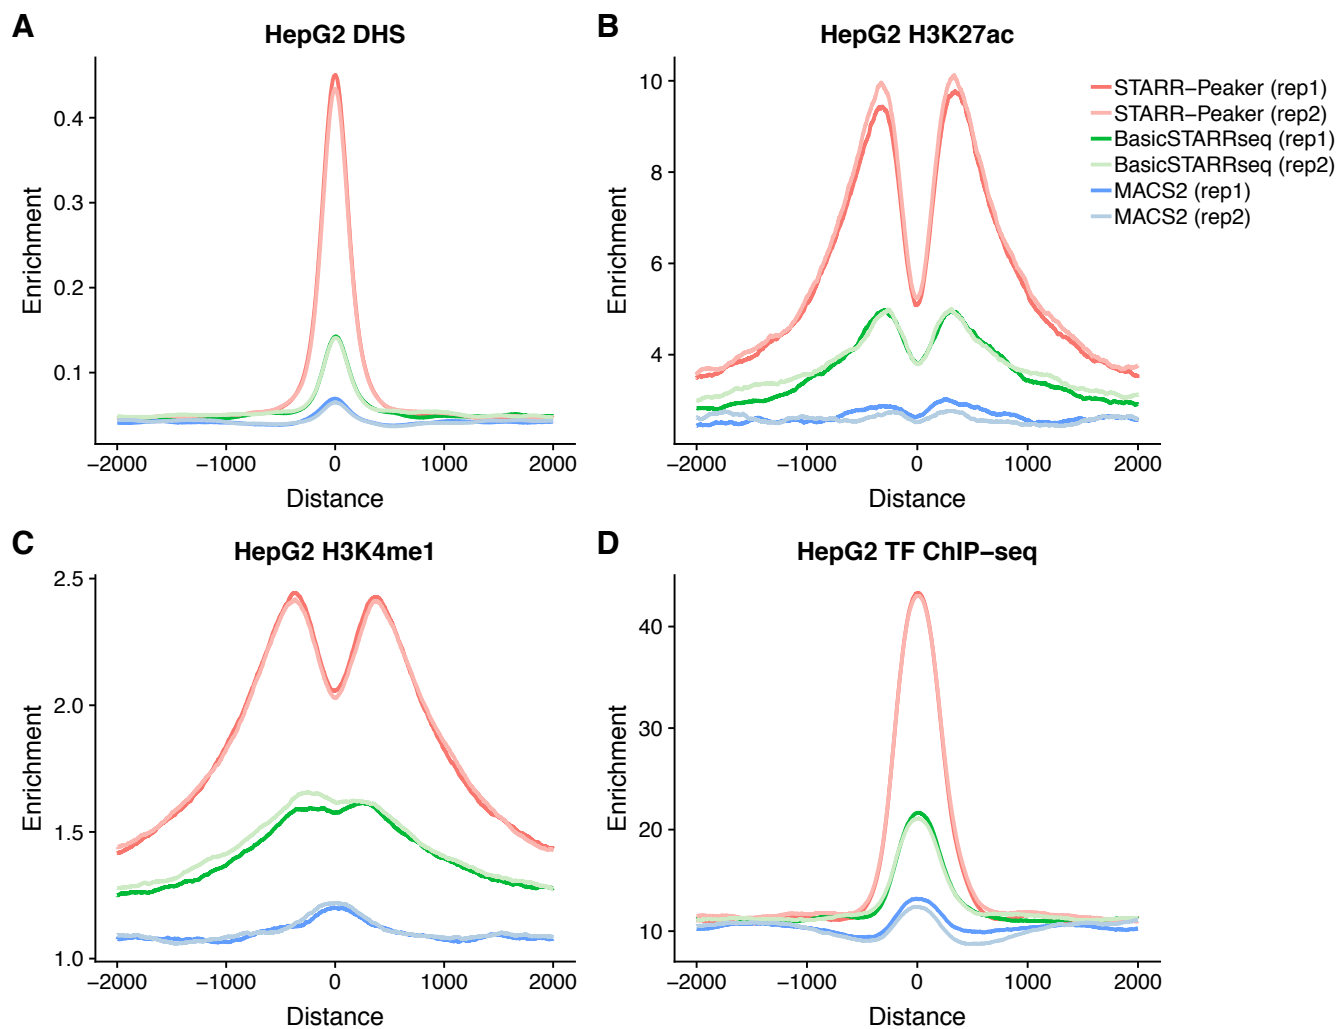 A
HepG2 DHS
Enrichment
0.4
0.3
0.2
0.1
−2000
−1000
0
1000
2000
Distance
B
HepG2 H3K27ac
Enrichment
10
8
6
4
−2000
−1000
0
1000
2000
Distance
STARR−Peaker (rep1)
STARR−Peaker (rep2)
BasicSTARRseq (rep1)
BasicSTARRseq (rep2)
MACS2 (rep1)
MACS2 (rep2)
C
HepG2 H3K4me1
Enrichment
2.5
2.0
1.5
1.0
−2000
−1000
0
1000
2000
Distance
D
HepG2 TF ChIP−seq
Enrichment
40
30
20
10
−2000
−1000
0
1000
2000
Distance